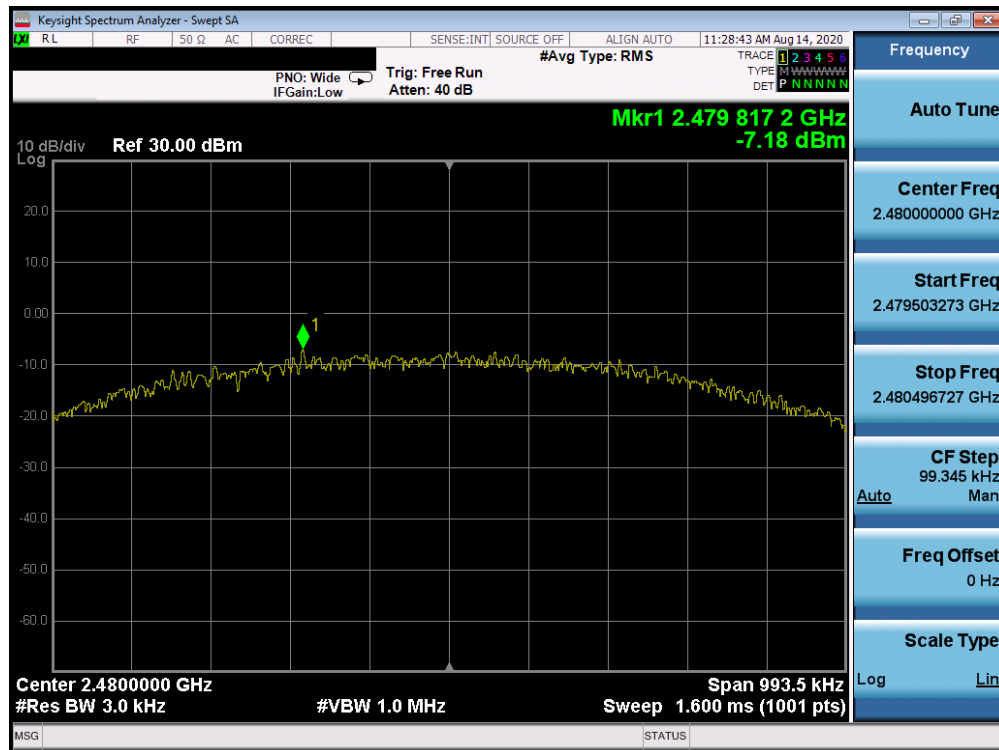 Keysight Spectrum Analyzer - Swept SA
LXI RL RF 50 Ω AC CORREC SENSE:INT SOURCE OFF ALIGN AUTO 11:28:43 AM Aug 14, 2020
Frequency
#Avg Type: RMS
TRACE 1 2 3 4 5 6
PNO: Wide
Trig: Free Run
TYPE M W W W W W
IFGain:Low
Atten: 40 dB
DET P N N N N N
Auto Tune
Mkr1 2.479 817 2 GHz
10 dB/div Ref 30.00 dBm
-7.18 dBm
Log
Center Freq
2.480000000 GHz
20.0
10.0
Start Freq
2.479503273 GHz
0.00
1
-10.0
Stop Freq
2.480496727 GHz
-20.0
-30.0
CF Step
99.345 kHz
Auto Man
-40.0
-50.0
Freq Offset
0 Hz
-60.0
Scale Type
Log Lin
Center 2.4800000 GHz
Span 993.5 kHz
#Res BW 3.0 kHz
#VBW 1.0 MHz
Sweep 1.600 ms (1001 pts)
MSG
STATUS